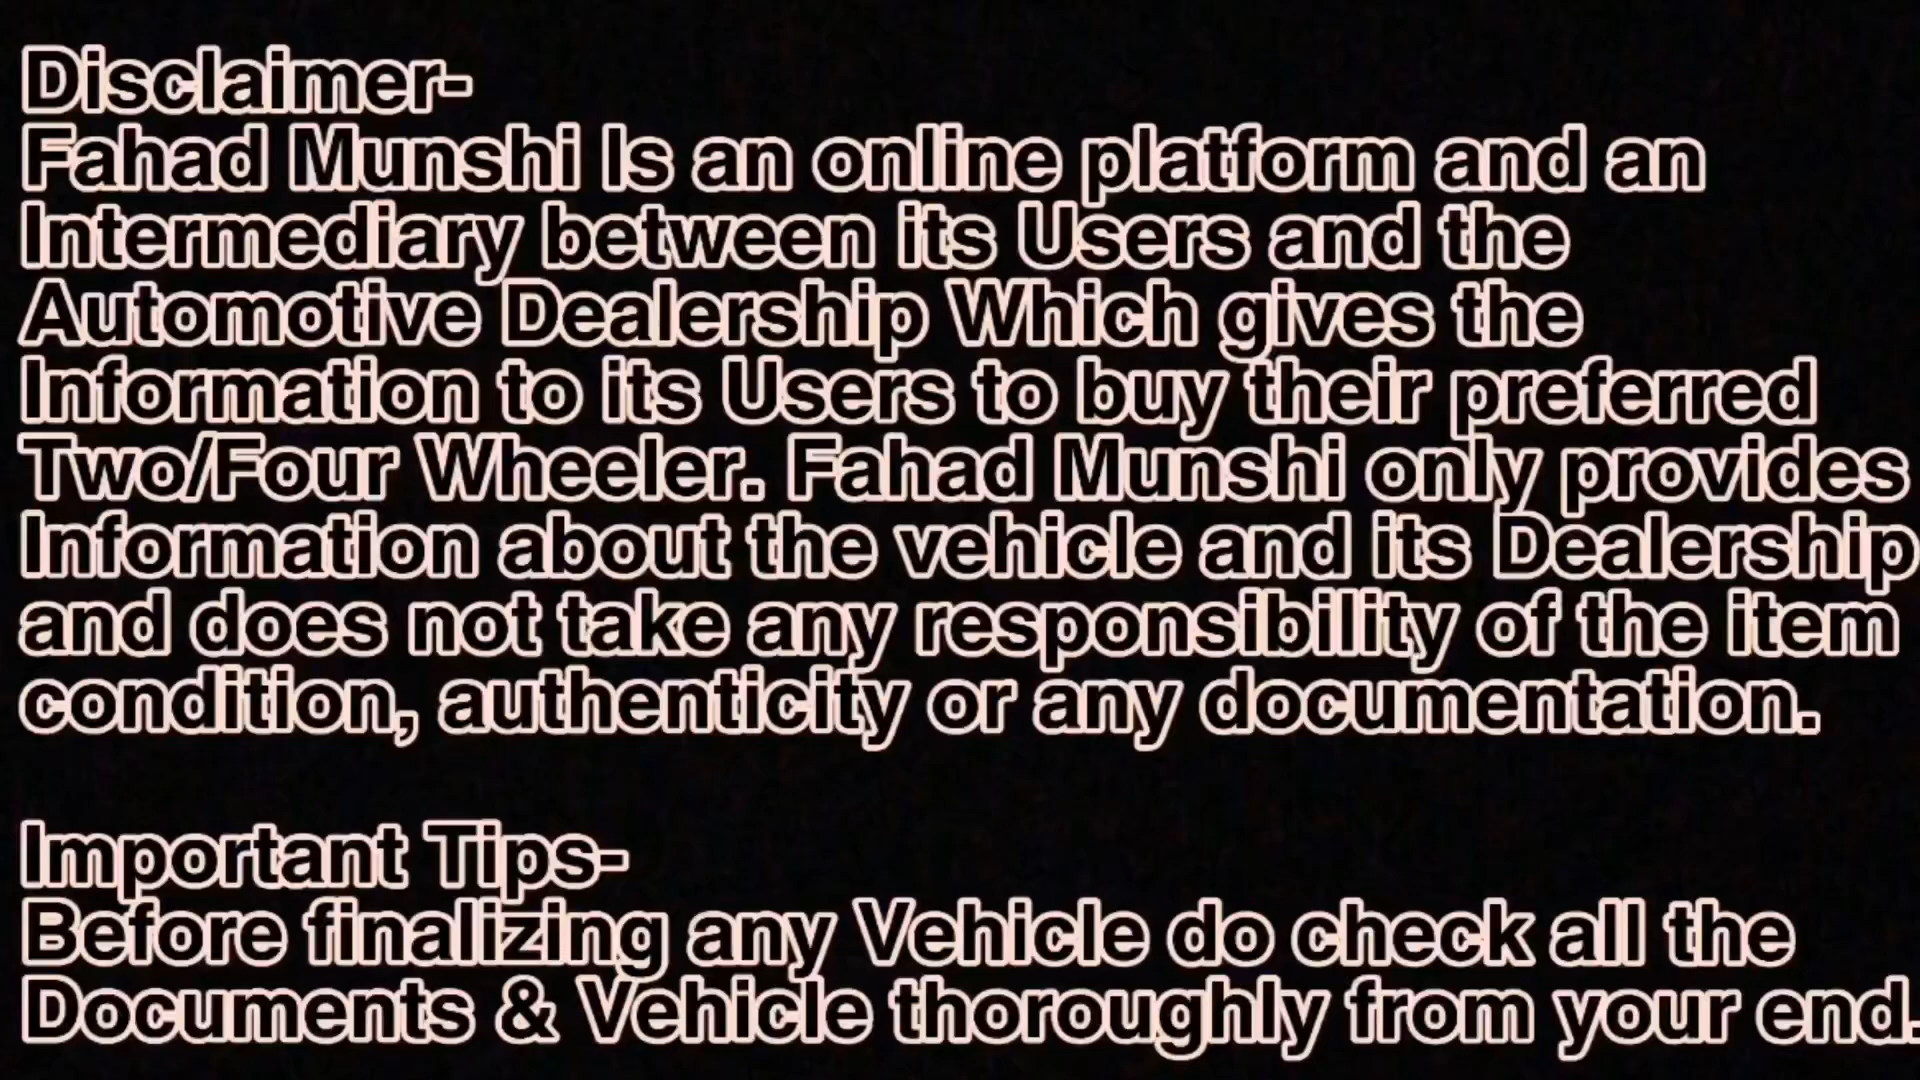 Disclaimer-
Fahad Munshi Is an online platform and an
Intermediary between its Users and the
Automotive Dealership Which gives the
Information to its Users to buy their preferred
Two/Four Wheeler. Fahad Munshi only provides
Information about the vehicle and its Dealership
and does not take any responsibility of the item
condition, authenticity or any documentation.
Important Tips-
Before finalizing any Vehicle do check all the
Documents & Vehicle thoroughly from your end.